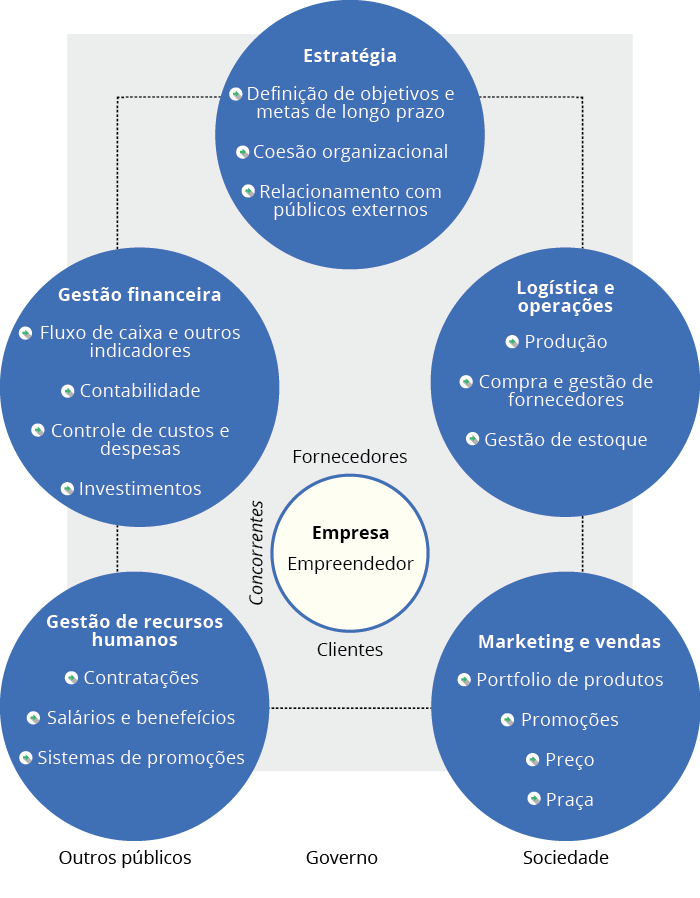 Estratégia
Definição de objetivos e
metas de longo prazo
Coesão organizacional
Relacionamento com
públicos externos
Gestão financeira
Fluxo de caixa e outros
indicadores
Contabilidade
Controle de custos e
despesas
Investimentos
Logística e
operações
Produção
Compra e gestão de
fornecedores
Gestão de estoque
Fornecedores
Concorrentes
Empresa
Empreendedor
Clientes
Gestão de recursos
humanos
Contratações
Salários e benefeícios
Sistemas de promoções
Marketing e vendas
Portfolio de produtos
Promoções
Preço
Praça
Outros públicos
Governo
Sociedade